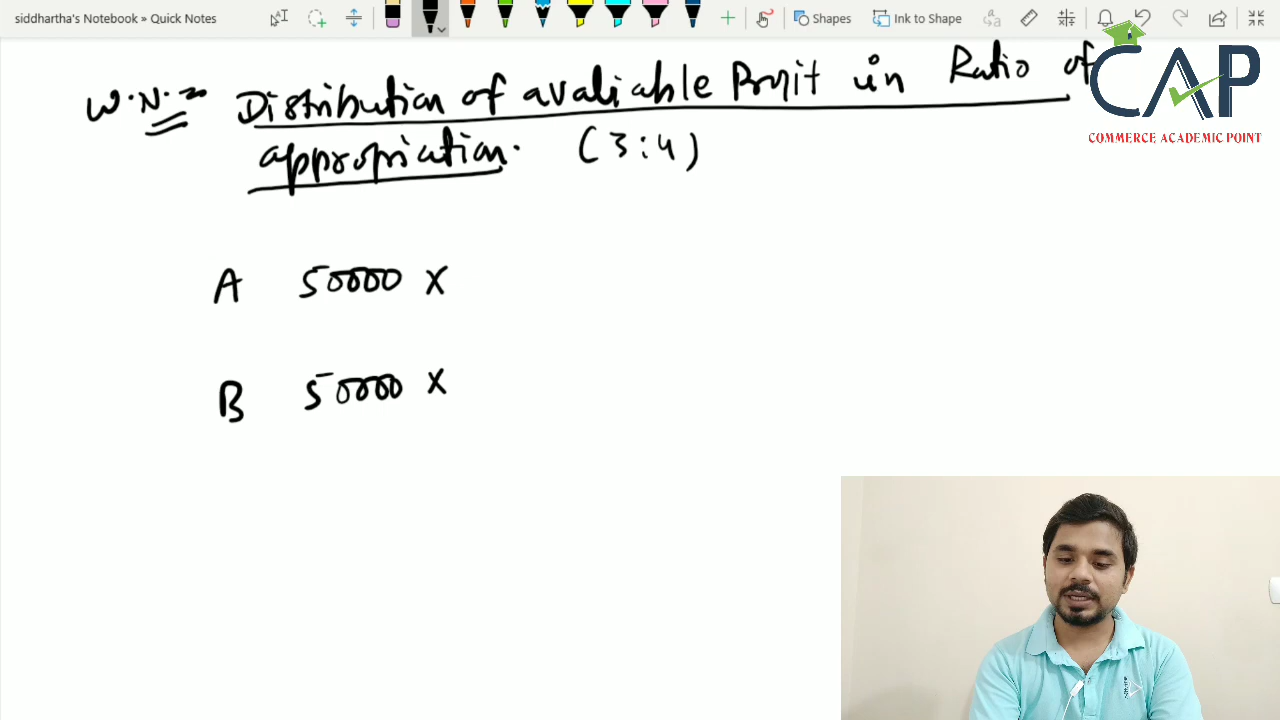 siddhartha's Notebook » Quick Notes
Shapes
Ink to Shape
CAP
COMMERCE ACADEMIC POINT
W.N. = Distribution of avaliable Profit in Ratio of
appropriation. (3:4)
A 50000 X
B 50000 X